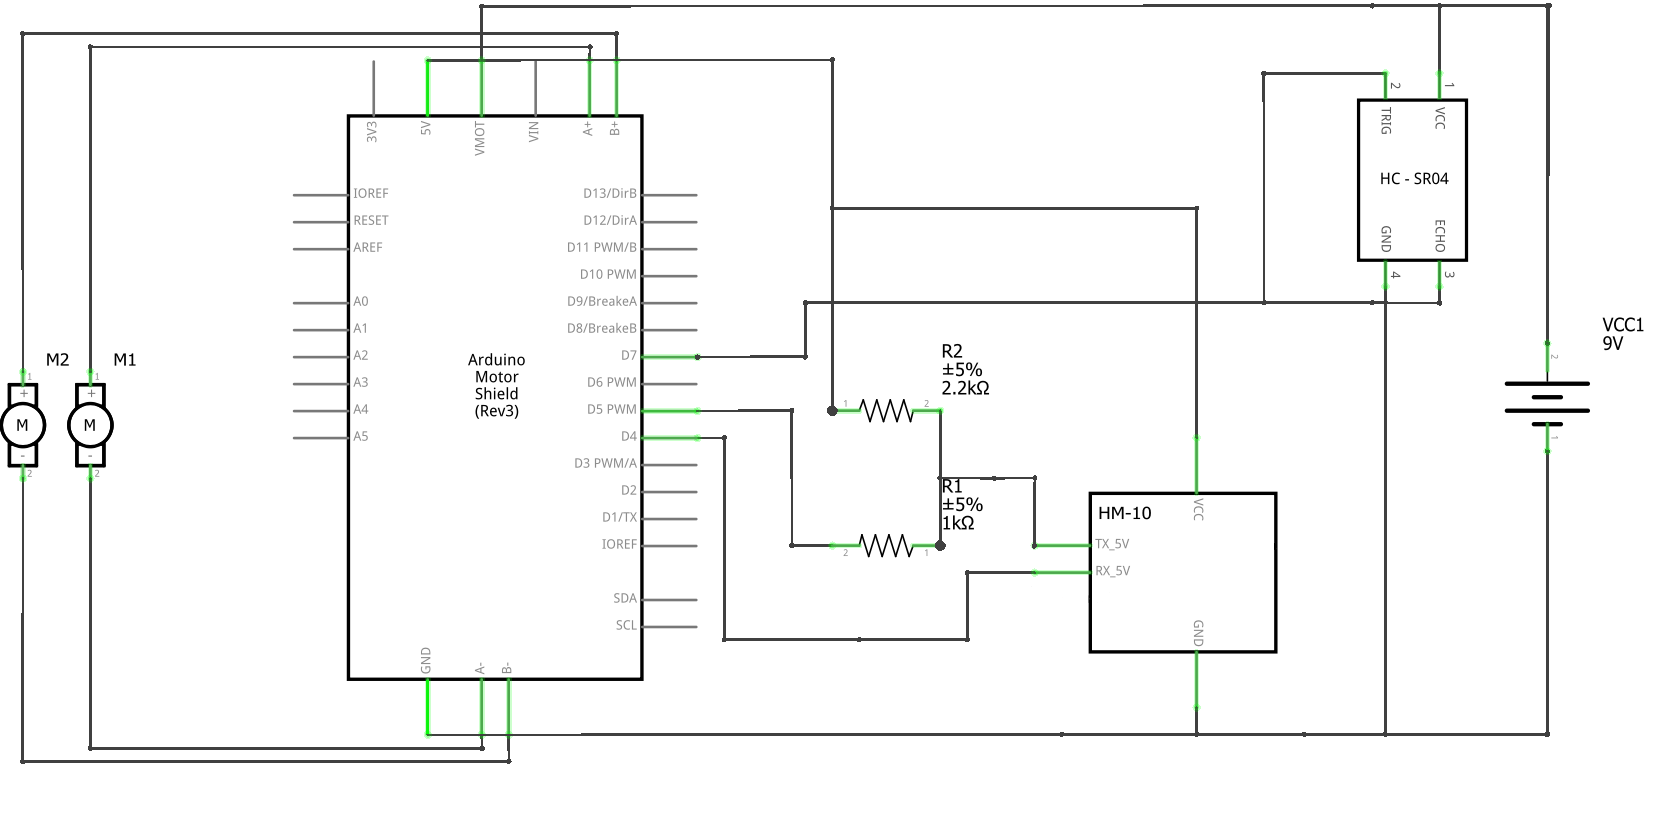 2
1
3V3
5V
VMOT
VIN
A+
B+
TRIG
VCC
HC - SR04
GND
ECHO
4
3
IOREF
RESET
AREF
A0
A1
A2
A3
A4
A5
D13/DirB
D12/DirA
D11 PWM/B
D10 PWM
D9/BreakeA
D8/BreakeB
D7
D6 PWM
D5 PWM
D4
D3 PWM/A
D2
D1/TX
IOREF
SDA
SCL
Arduino
Motor
Shield
(Rev3)
GND
A-
B-
M2
1
+
M
-
2
M1
1
+
M
-
2
R2
±5%
2.2kΩ
1
2
R1
±5%
1kΩ
2
1
HM-10
VCC
TX_5V
RX_5V
GND
VCC1
9V
2
1